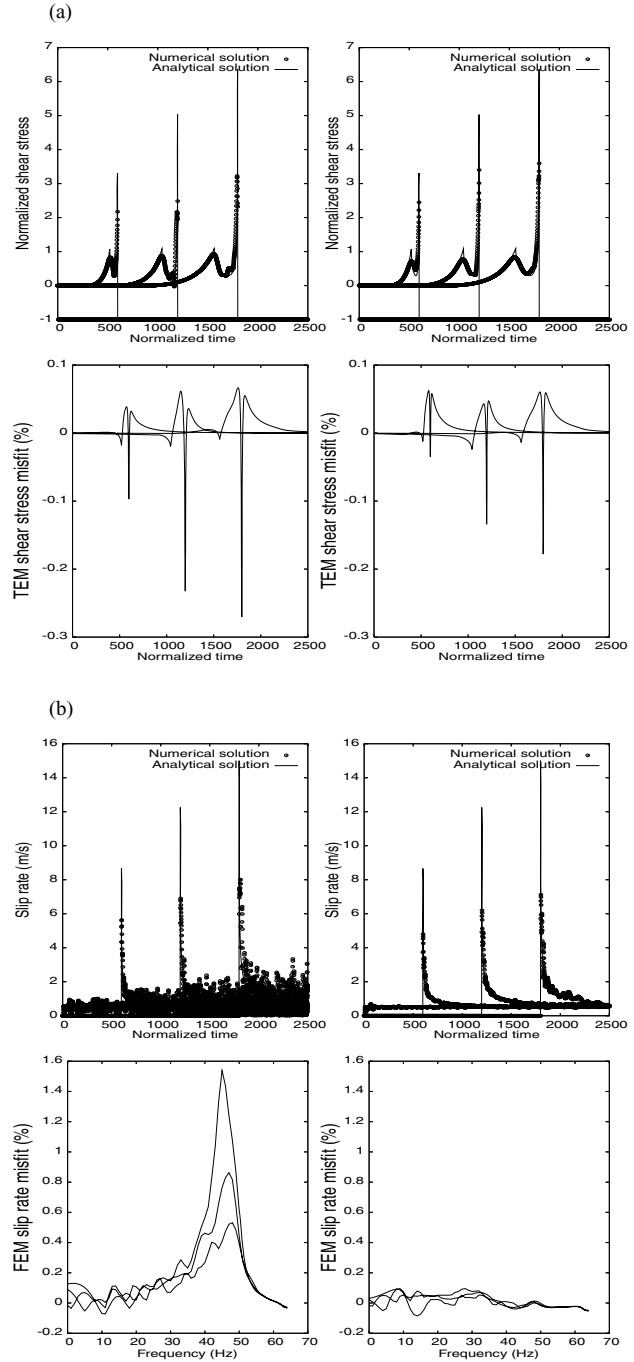 (a)
7
6
5
4
3
2
1
0
-1
Normalized shear stress
Numerical solution
Analytical solution
0 500 1000 1500 2000 2500
Normalized time
7
6
5
4
3
2
1
0
-1
Normalized shear stress
Numerical solution
Analytical solution
0 500 1000 1500 2000 2500
Normalized time
0.1
0
-0.1
-0.2
-0.3
TEM shear stress misfit (%)
0 500 1000 1500 2000 2500
Normalized time
0.1
0
-0.1
-0.2
-0.3
TEM shear stress misfit (%)
0 500 1000 1500 2000 2500
Normalized time
(b)
16
14
12
10
8
6
4
2
0
Slip rate (m/s)
Numerical solution
Analytical solution
0 500 1000 1500 2000 2500
Normalized time
16
14
12
10
8
6
4
2
0
Slip rate (m/s)
Numerical solution
Analytical solution
0 500 1000 1500 2000 2500
Normalized time
1.6
1.4
1.2
1
0.8
0.6
0.4
0.2
0
-0.2
FEM slip rate misfit (%)
0 10 20 30 40 50 60 70
Frequency (Hz)
1.6
1.4
1.2
1
0.8
0.6
0.4
0.2
0
-0.2
FEM slip rate misfit (%)
0 10 20 30 40 50 60 70
Frequency (Hz)